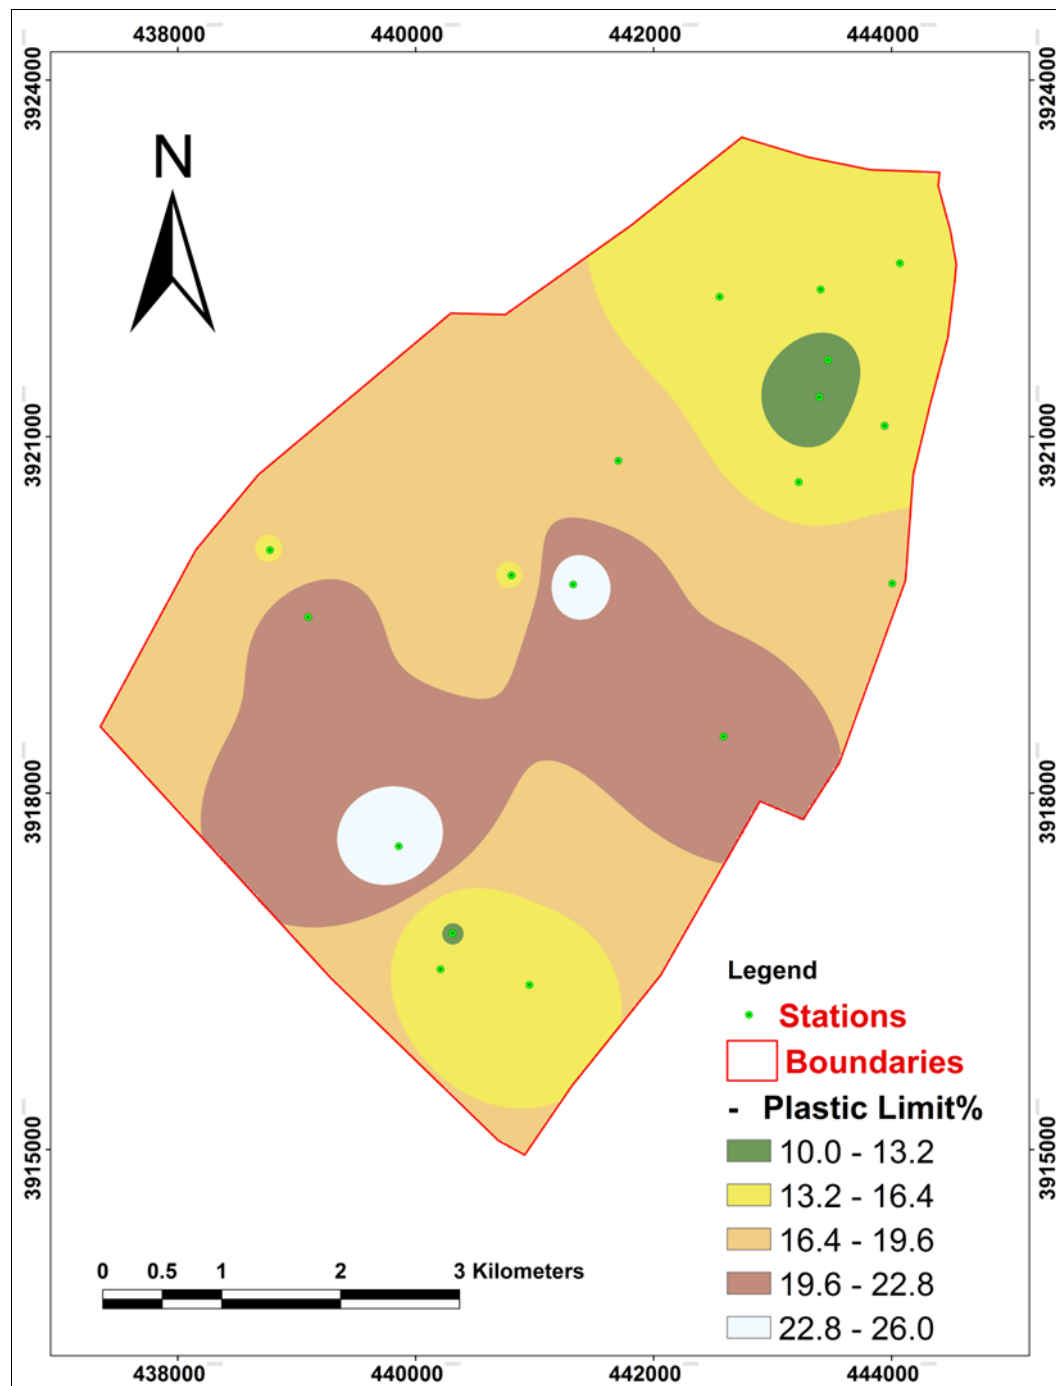 438000 440000 442000 444000
3924000 3924000
N
3921000 3921000
3918000 3918000
Legend
Stations
Boundaries
- Plastic Limit%
3915000 3915000
10.0 - 13.2
13.2 - 16.4
16.4 - 19.6
19.6 - 22.8
22.8 - 26.0
0 0.5 1 2 3 Kilometers
438000 440000 442000 444000